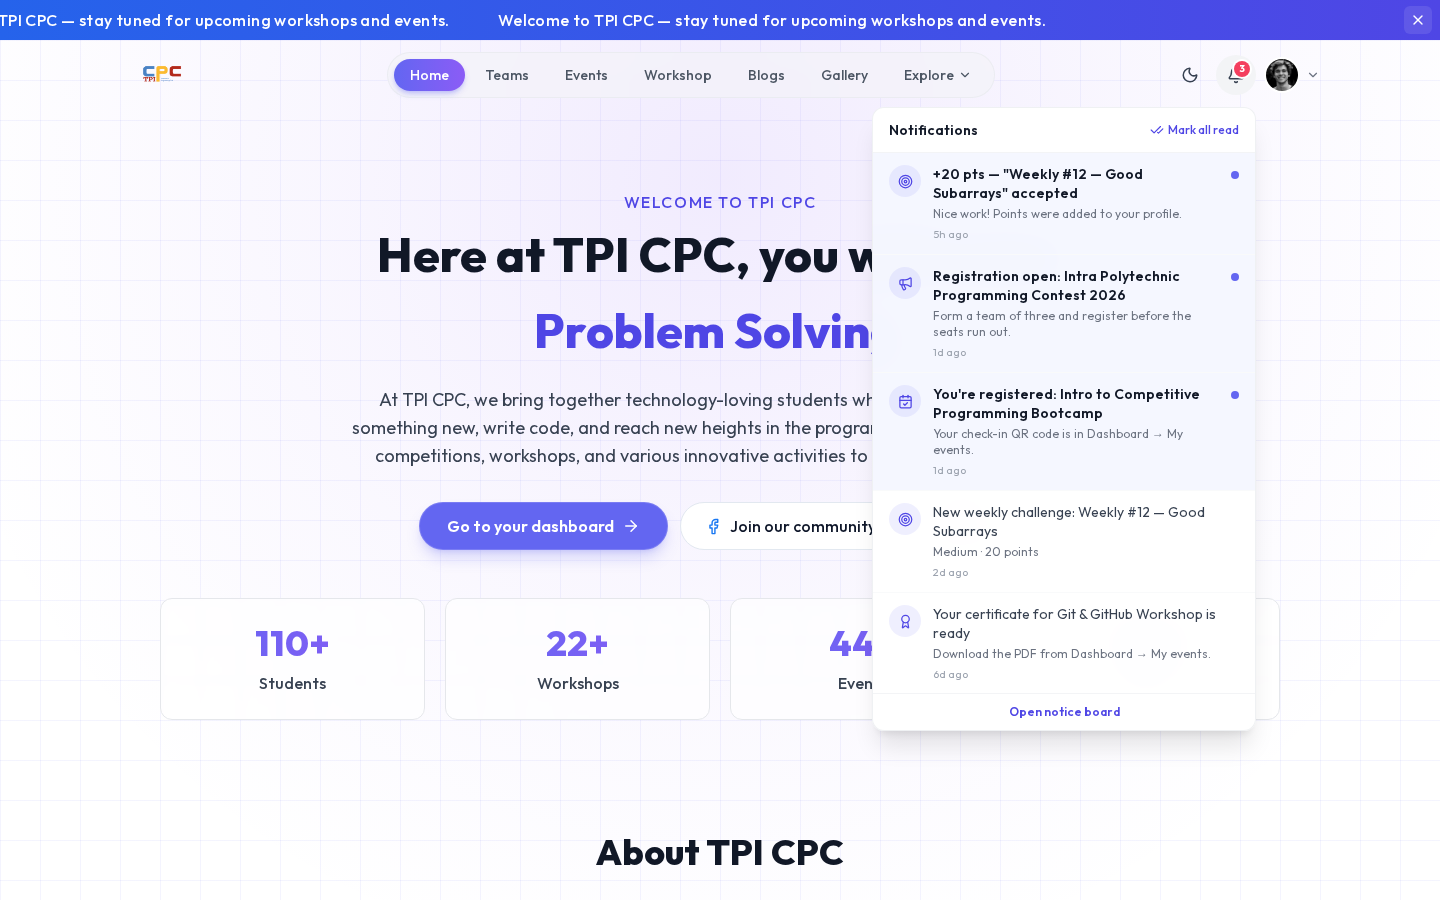 TPI CPC — stay tuned for upcoming workshops and events. Welcome to TPI CPC — stay tuned for upcoming workshops and events.
CPC
TPI
Home Teams Events Workshop Blogs Gallery Explore
3
Notifications Mark all read
+20 pts — "Weekly #12 — Good
Subarrays" accepted
Nice work! Points were added to your profile.
5h ago
Registration open: Intra Polytechnic
Programming Contest 2026
Form a team of three and register before the
seats run out.
1d ago
You're registered: Intro to Competitive
Programming Bootcamp
Your check-in QR code is in Dashboard → My
events.
1d ago
New weekly challenge: Weekly #12 — Good
Subarrays
Medium · 20 points
2d ago
Your certificate for Git & GitHub Workshop is
ready
Download the PDF from Dashboard → My events.
6d ago
Open notice board
WELCOME TO TPI CPC
Here at TPI CPC, you w
Problem Solving
At TPI CPC, we bring together technology-loving students wh
something new, write code, and reach new heights in the program
competitions, workshops, and various innovative activities to
Go to your dashboard
Join our community
110+
Students
22+
Workshops
44
Even
About TPI CPC